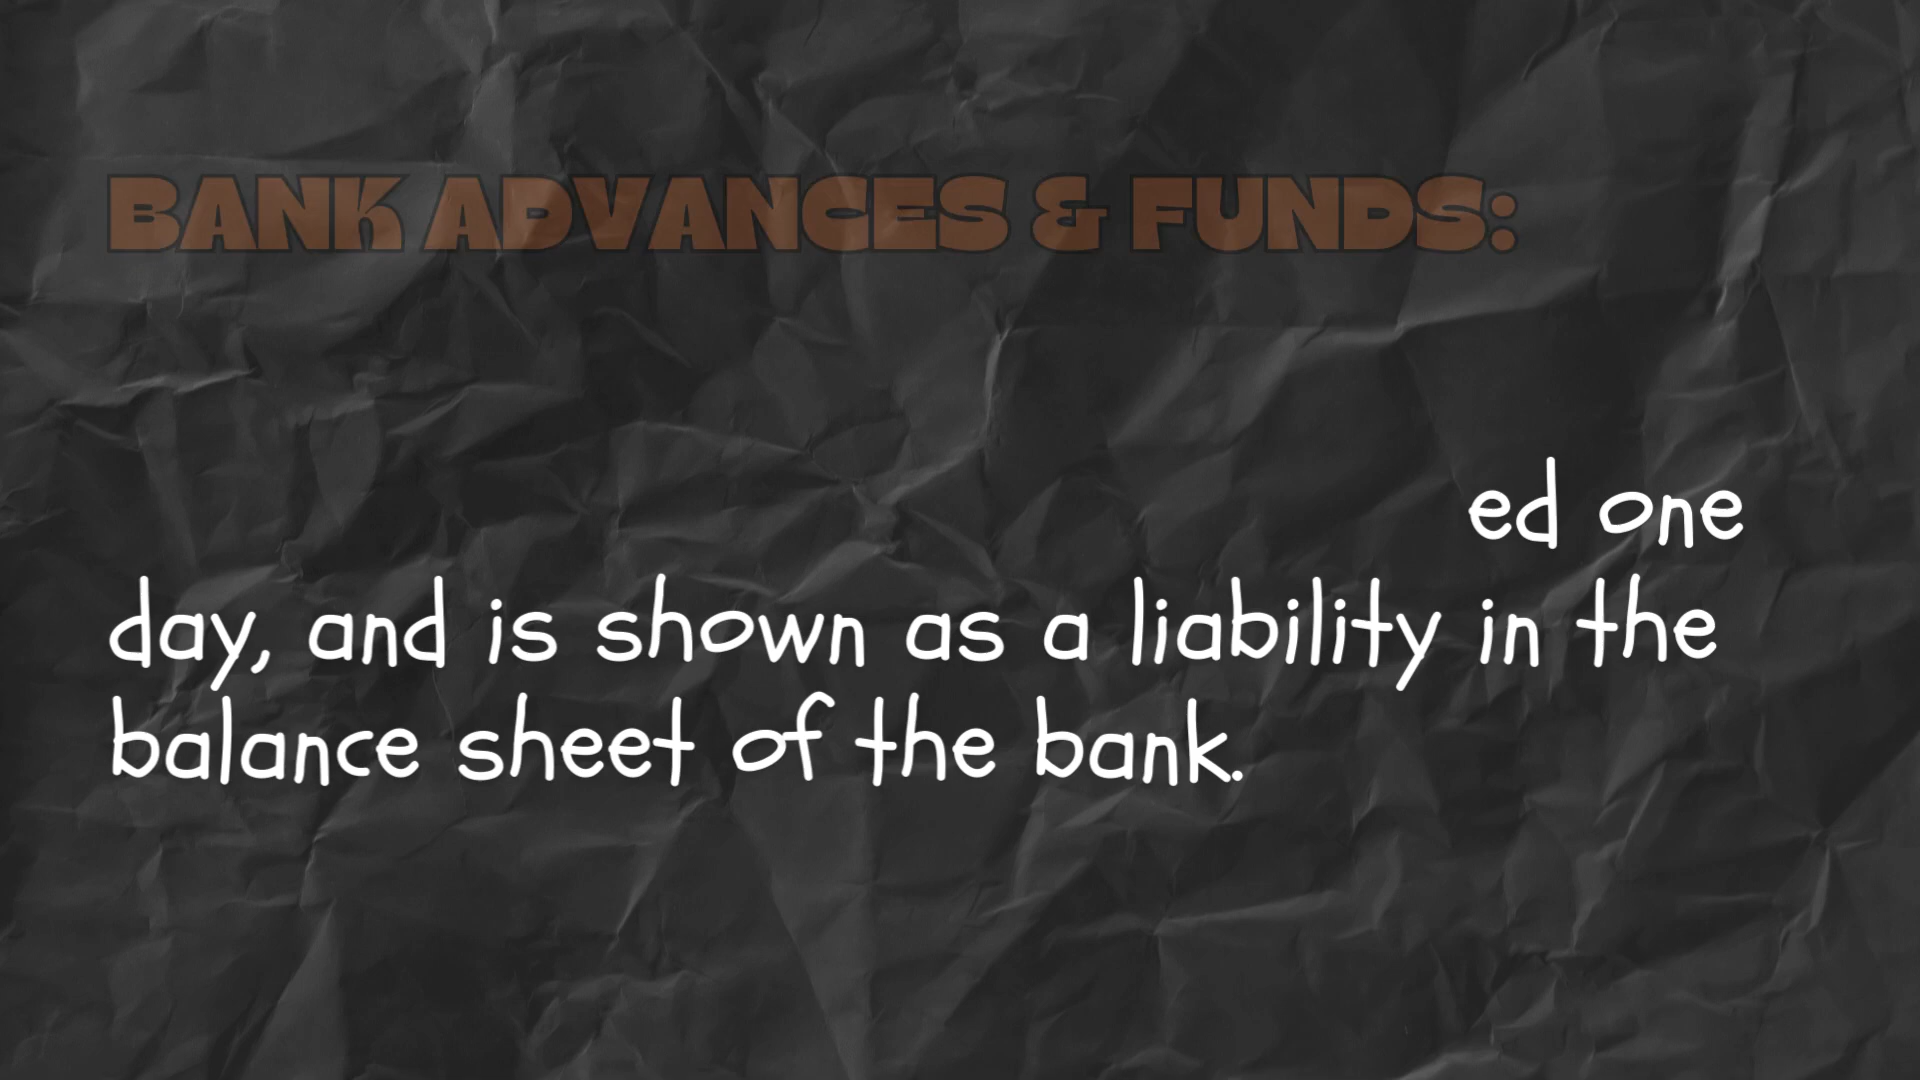 BANK ADVANCES & FUNDS:
ed one
day, and is shown as a liability in the
balance sheet of the bank.